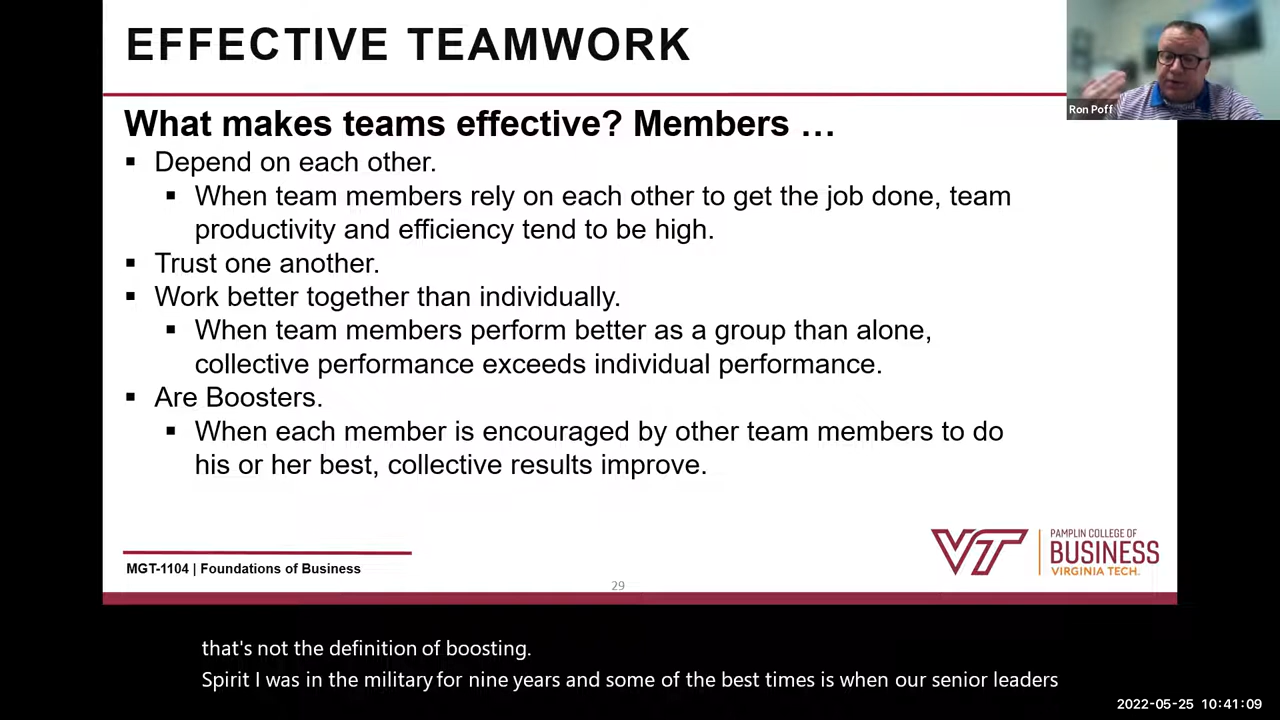 EFFECTIVE TEAMWORK
Ron Poff
What makes teams effective? Members …
▪ Depend on each other.
▪ When team members rely on each other to get the job done, team
productivity and efficiency tend to be high.
▪ Trust one another.
▪ Work better together than individually.
▪ When team members perform better as a group than alone,
collective performance exceeds individual performance.
▪ Are Boosters.
▪ When each member is encouraged by other team members to do
his or her best, collective results improve.
VT
PAMPLIN COLLEGE OF
BUSINESS
VIRGINIA TECH.
MGT-1104 | Foundations of Business
29
that's not the definition of boosting.
Spirit I was in the military for nine years and some of the best times is when our senior leaders
2022-05-25 10:41:09